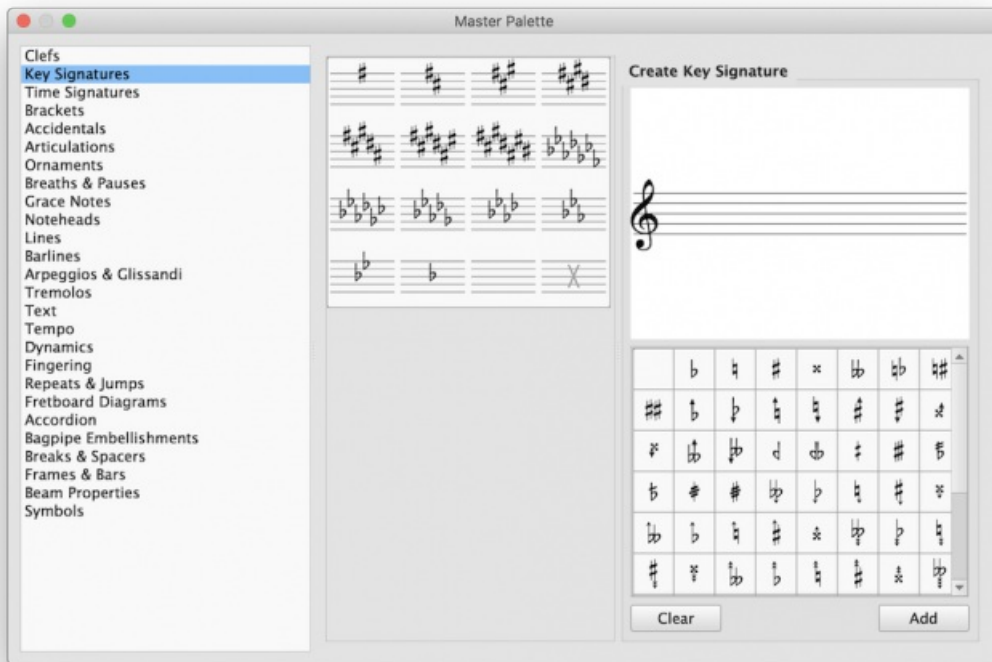 Master Palette
Clefs
Key Signatures
Time Signatures
Brackets
Accidentals
Articulations
Ornaments
Breaths & Pauses
Grace Notes
Noteheads
Lines
Barlines
Arpeggios & Glissandi
Tremolos
Text
Tempo
Dynamics
Fingering
Repeats & Jumps
Fretboard Diagrams
Accordion
Bagpipe Embellishments
Breaks & Spacers
Frames & Bars
Beam Properties
Symbols
Create Key Signature
Clear
Add